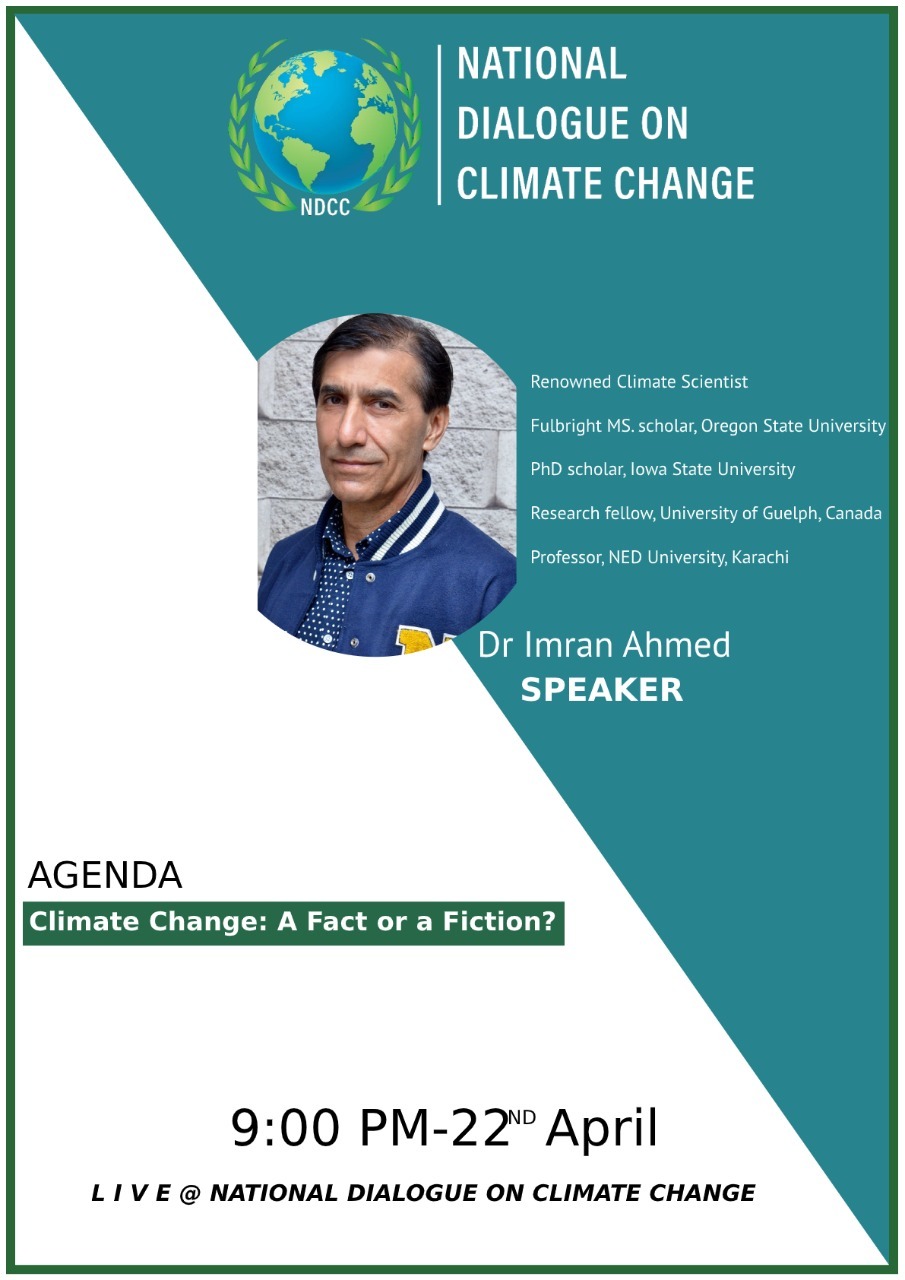 NATIONAL
DIALOGUE ON
CLIMATE CHANGE
NDCC
Renowned Climate Scientist
Fulbright MS. scholar, Oregon State University
PhD scholar, Iowa State University
Research fellow, University of Guelph, Canada
Professor, NED University, Karachi
Dr Imran Ahmed
SPEAKER
AGENDA
Climate Change: A Fact or a Fiction?
9:00 PM-22ND April
L I V E @ NATIONAL DIALOGUE ON CLIMATE CHANGE